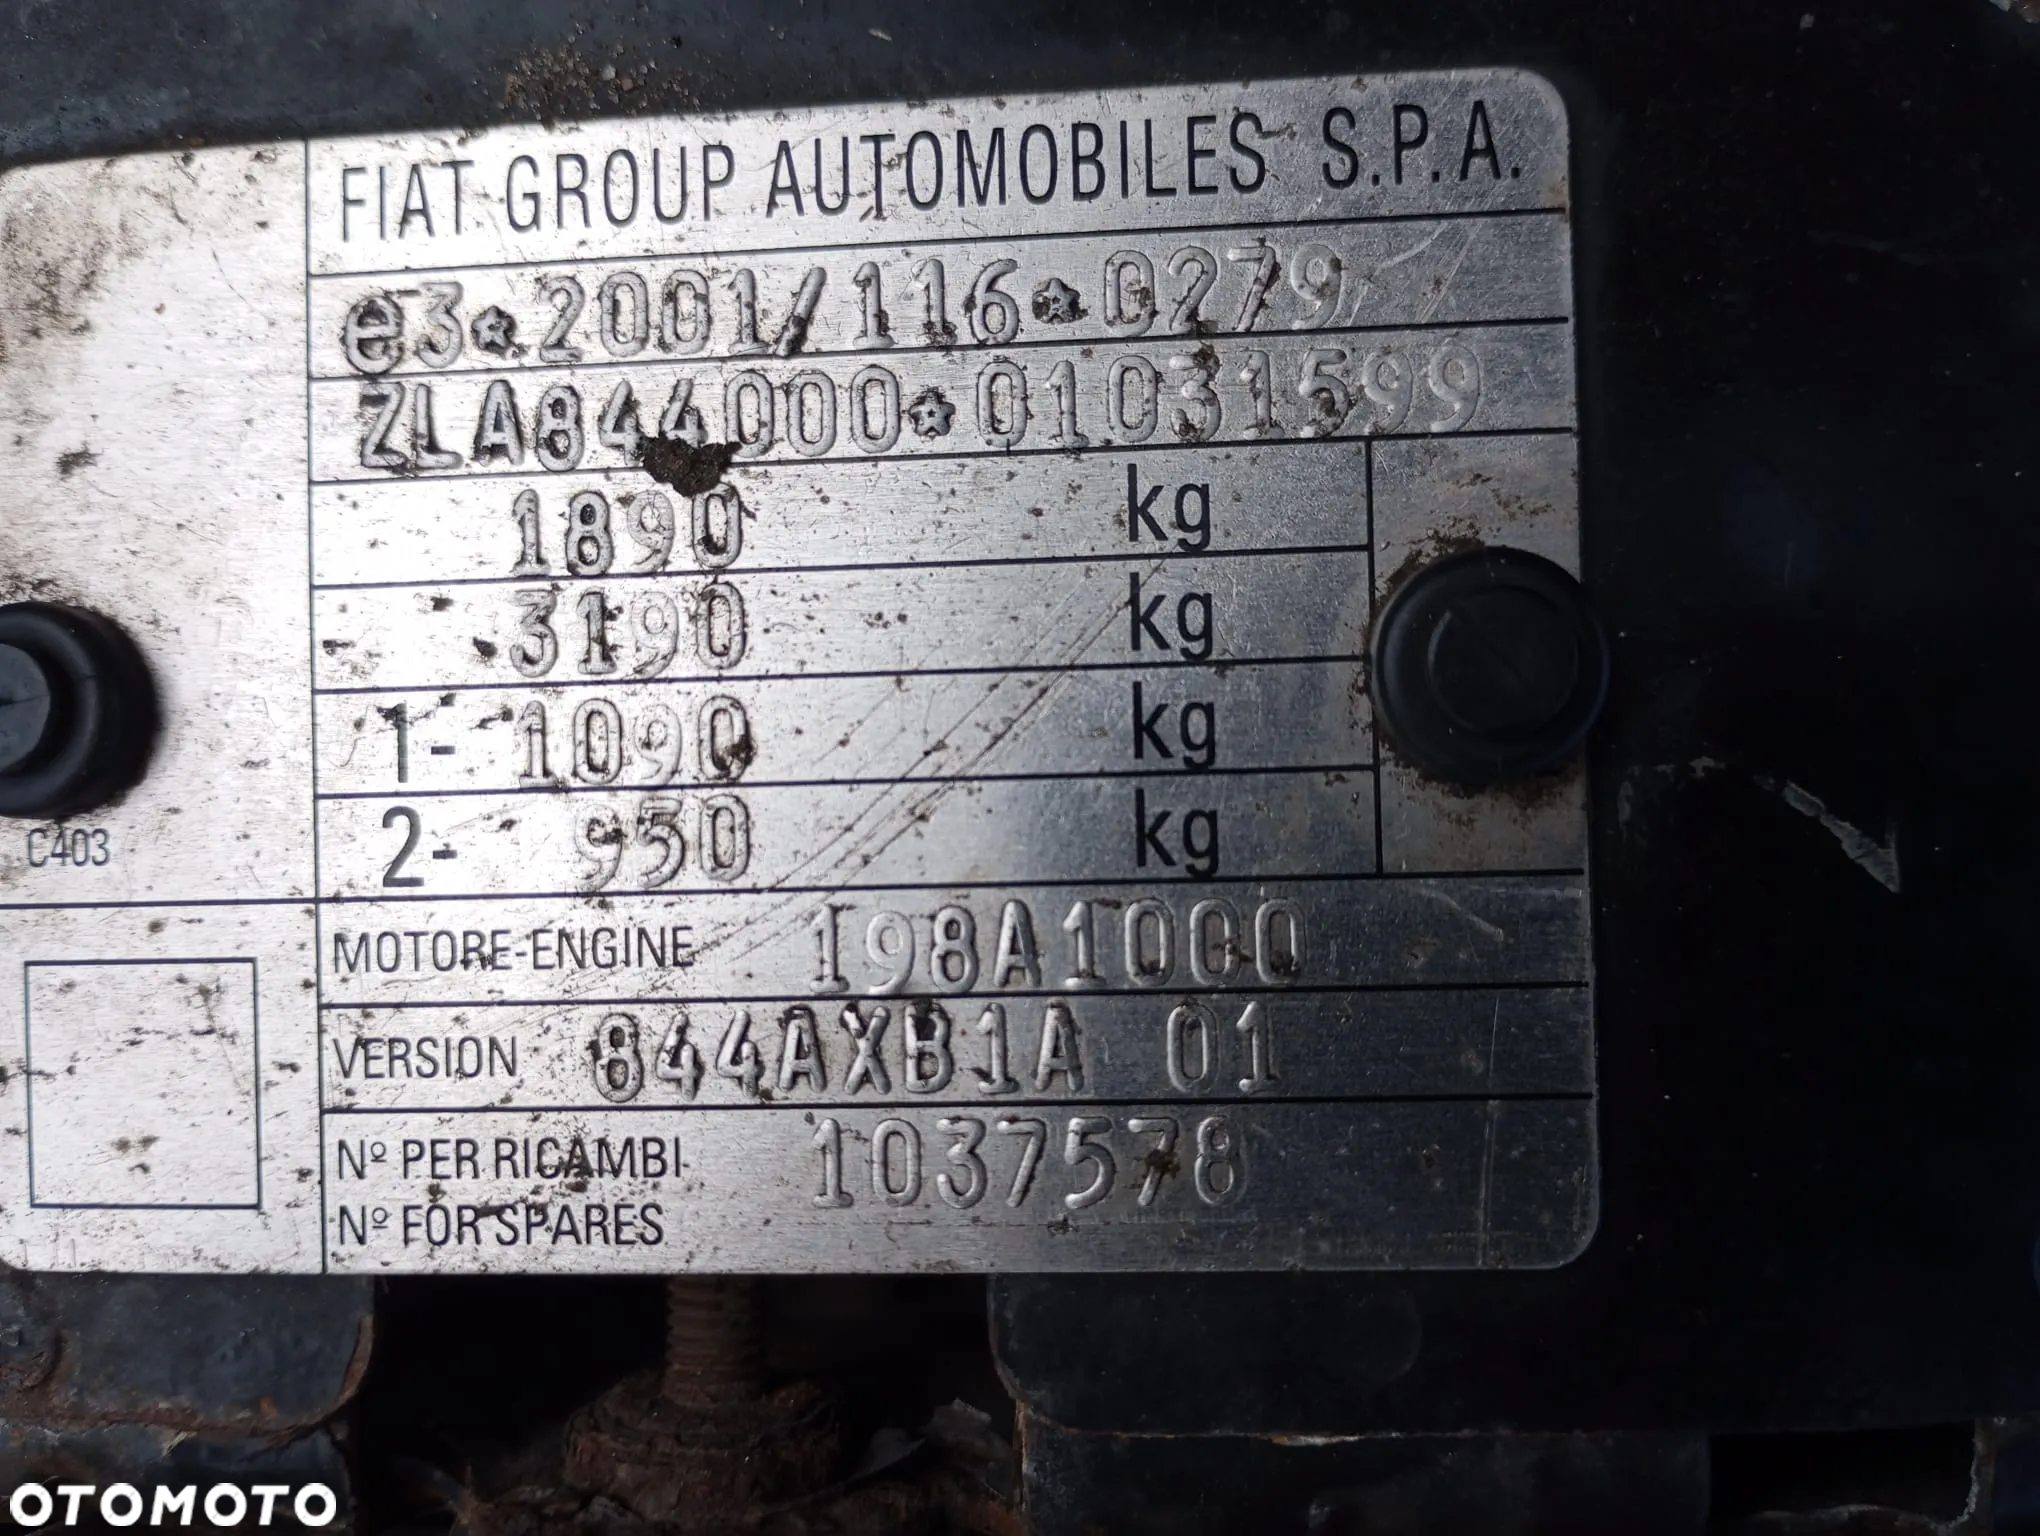 FIAT GROUP AUTOMOBILES S.P.A.
e3*2001/116*0279
ZLA844000*01031599
1890 kg
- 3190 kg
1- 1090 kg
2- 950 kg
C403
MOTORE-ENGINE 198A1000
VERSION 844AXB1A 01
Nº PER RICAMBI 1037578
Nº FOR SPARES
OTOMOTO